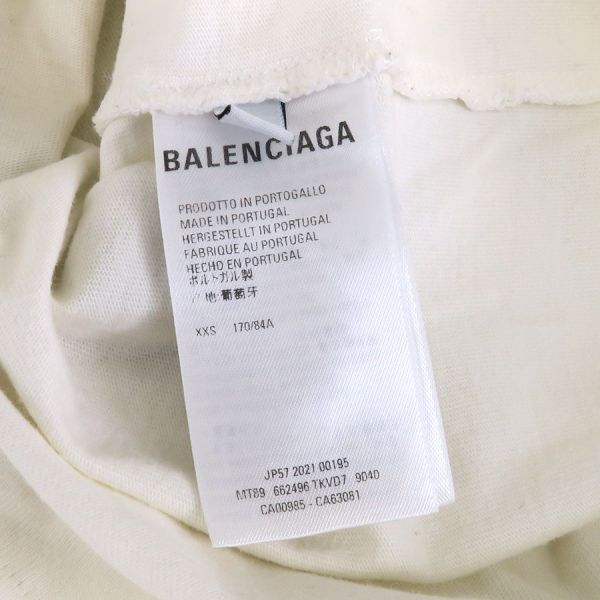 BALENCIAGA
PRODOTTO IN PORTOGALLO
MADE IN PORTUGAL
HERGESTELLT IN PORTUGAL
FABRIQUE AU PORTUGAL
HECHO EN PORTUGAL
ポルトガル製
产地:葡萄牙
XXS 170/84A
JP57 2021 00195
MT89 662496 TKVD7 9040
CA00985 - CA63081